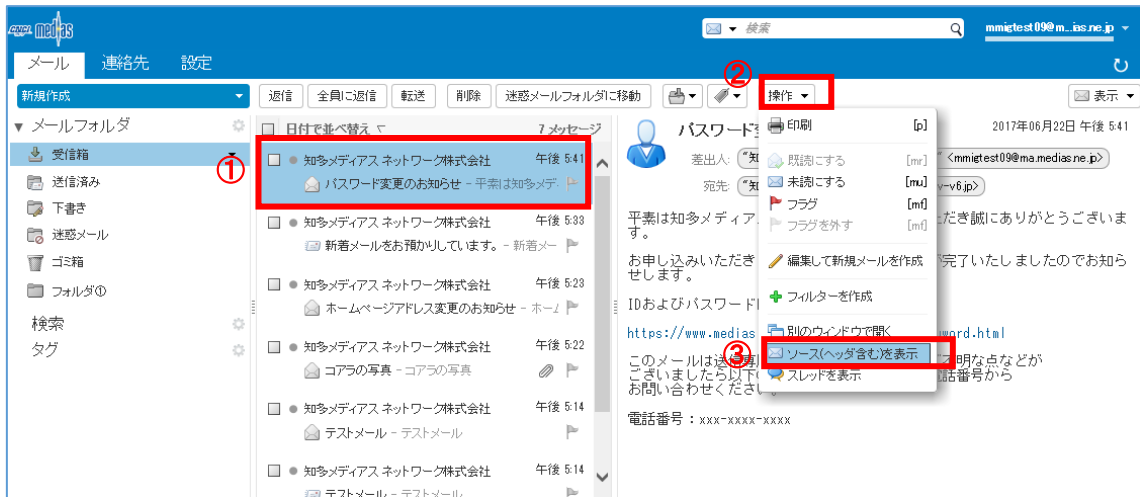 CCNC medias
検索
mmigtest09@m...ias.ne.jp
メール 連絡先 設定
②
新規作成
返信 全員に返信 転送 削除 迷惑メールフォルダに移動 操作 表示
メールフォルダ
受信箱
送信済み
下書き
迷惑メール
ゴミ箱
フォルダ①
検索
タグ
①
日付で並べ替え 7 メッセージ
知多メディアス ネットワーク株式会社 午後 5:41
パスワード変更のお知らせ - 平素は知多メデ
知多メディアス ネットワーク株式会社 午後 5:33
新着メールをお預かりしています。 - 新着メー
知多メディアス ネットワーク株式会社 午後 5:23
ホームページアドレス変更のお知らせ - ホーム
知多メディアス ネットワーク株式会社 午後 5:22
コアラの写真 - コアラの写真
知多メディアス ネットワーク株式会社 午後 5:14
テストメール - テストメール
知多メディアス ネットワーク株式会社 午後 5:14
テストメール - テストメール
印刷 [p]
既読にする [mr]
未読にする [mu]
フラグ [mf]
フラグを外す [mf]
編集して新規メールを作成
フィルターを作成
別のウィンドウで開く
③
ソース(ヘッダ含む)を表示
スレッドを表示
パスワード 2017年06月22日 午後 5:41
差出人: ("知 " <mmigtest09@ma.medias.ne.jp>)
宛先: ("知 v-v6.jp>)
平素は知多メディア ただき誠にありがとうございま
す。
お申し込みいただき が完了いたしましたのでお知ら
せします。
IDおよびパスワード
https://www.medias word.html
このメールは送信専 不明な点などが
ございましたら以下 話番号から
お問い合わせください。
電話番号：xxx-xxxx-xxxx